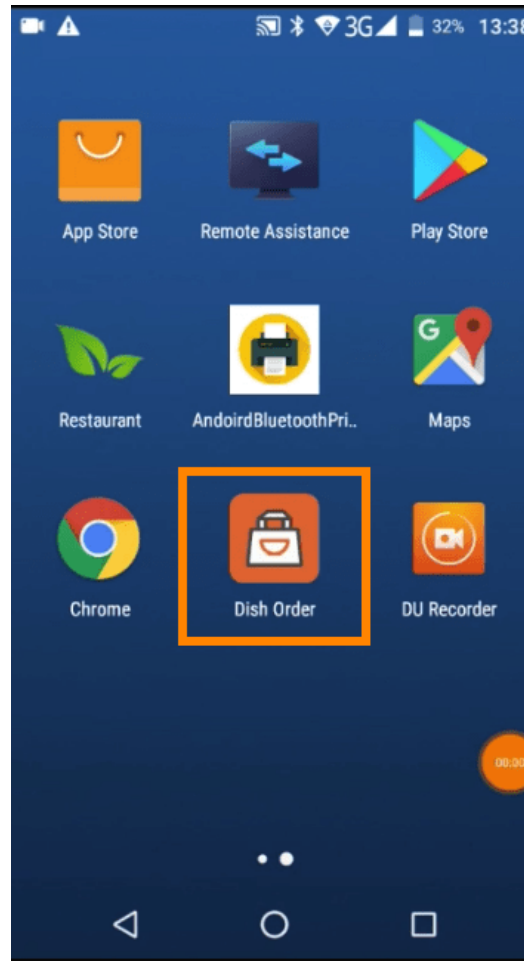 3G 32% 13:38
App Store Remote Assistance Play Store
G
Restaurant AndoirdBluetoothPri.. Maps
Chrome Dish Order DU Recorder
00:00